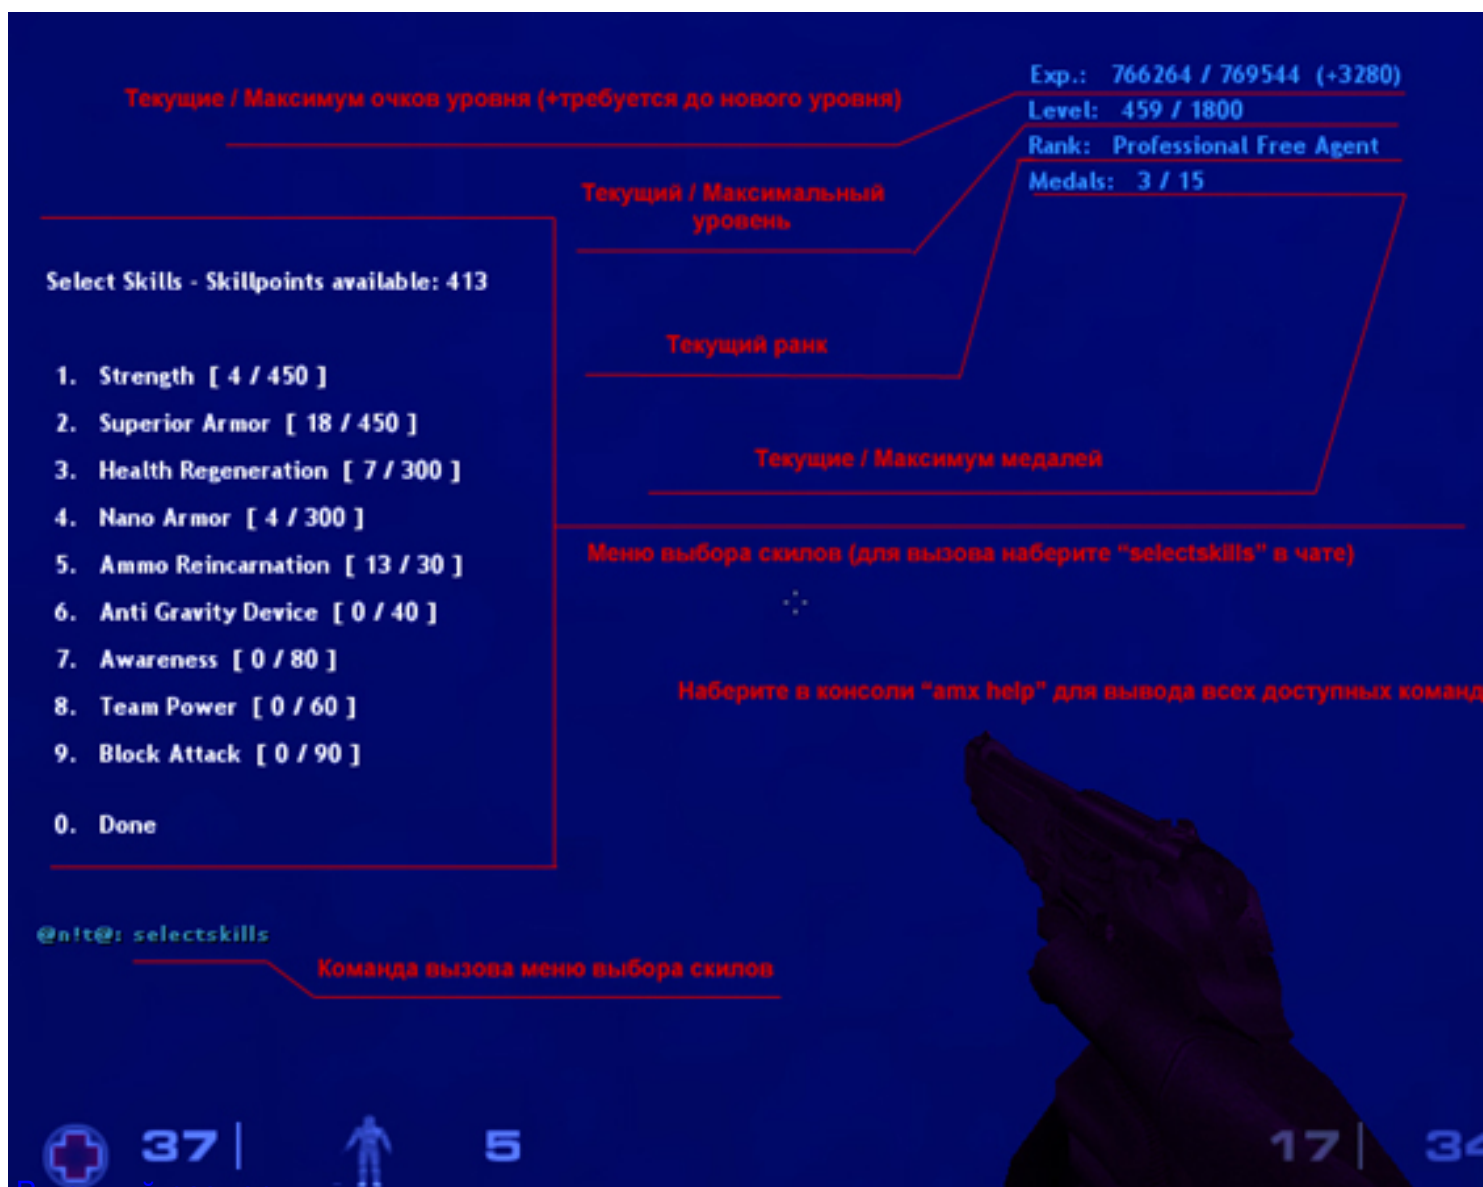 Exp.: 766264 / 769544 (+3280)
Текущие / Максимум очков уровня (+требуется до нового уровня)
Level: 459 / 1800
Rank: Professional Free Agent
Medals: 3 / 15
Текущий / Максимальный
уровень
Select Skills - Skillpoints available: 413
Текущий ранк
1. Strength [ 4 / 450 ]
2. Superior Armor [ 18 / 450 ]
3. Health Regeneration [ 7 / 300 ]
4. Nano Armor [ 4 / 300 ]
5. Ammo Reincarnation [ 13 / 30 ]
6. Anti Gravity Device [ 0 / 40 ]
7. Awareness [ 0 / 80 ]
8. Team Power [ 0 / 60 ]
9. Block Attack [ 0 / 90 ]
0. Done
Текущие / Максимум медалей
Меню выбора скилов (для вызова наберите “selectskills” в чате)
Наберите в консоли “amx help” для вывода всех доступных команд
@n!t@: selectskills
Команда вызова меню выбора скилов
37 5 17 34